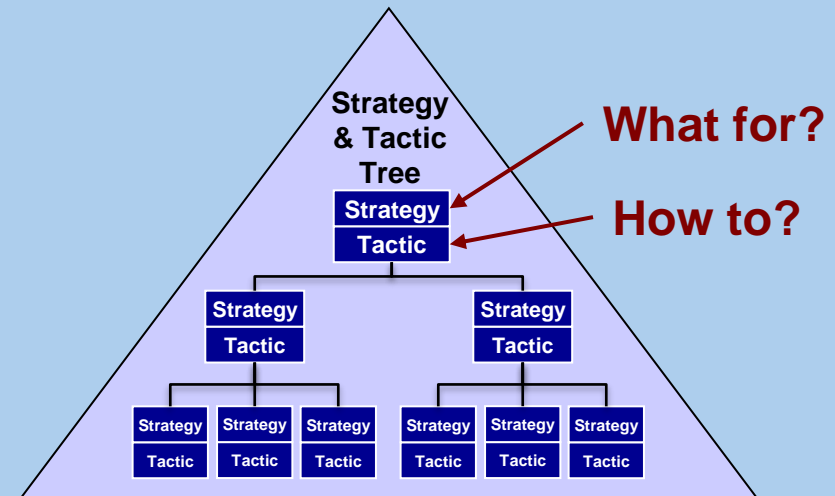 Strategy
& Tactic
Tree
What for?
How to?
Strategy
Tactic
Strategy
Tactic
Strategy
Tactic
Strategy
Tactic
Strategy
Tactic
Strategy
Tactic
Strategy
Tactic
Strategy
Tactic
Strategy
Tactic